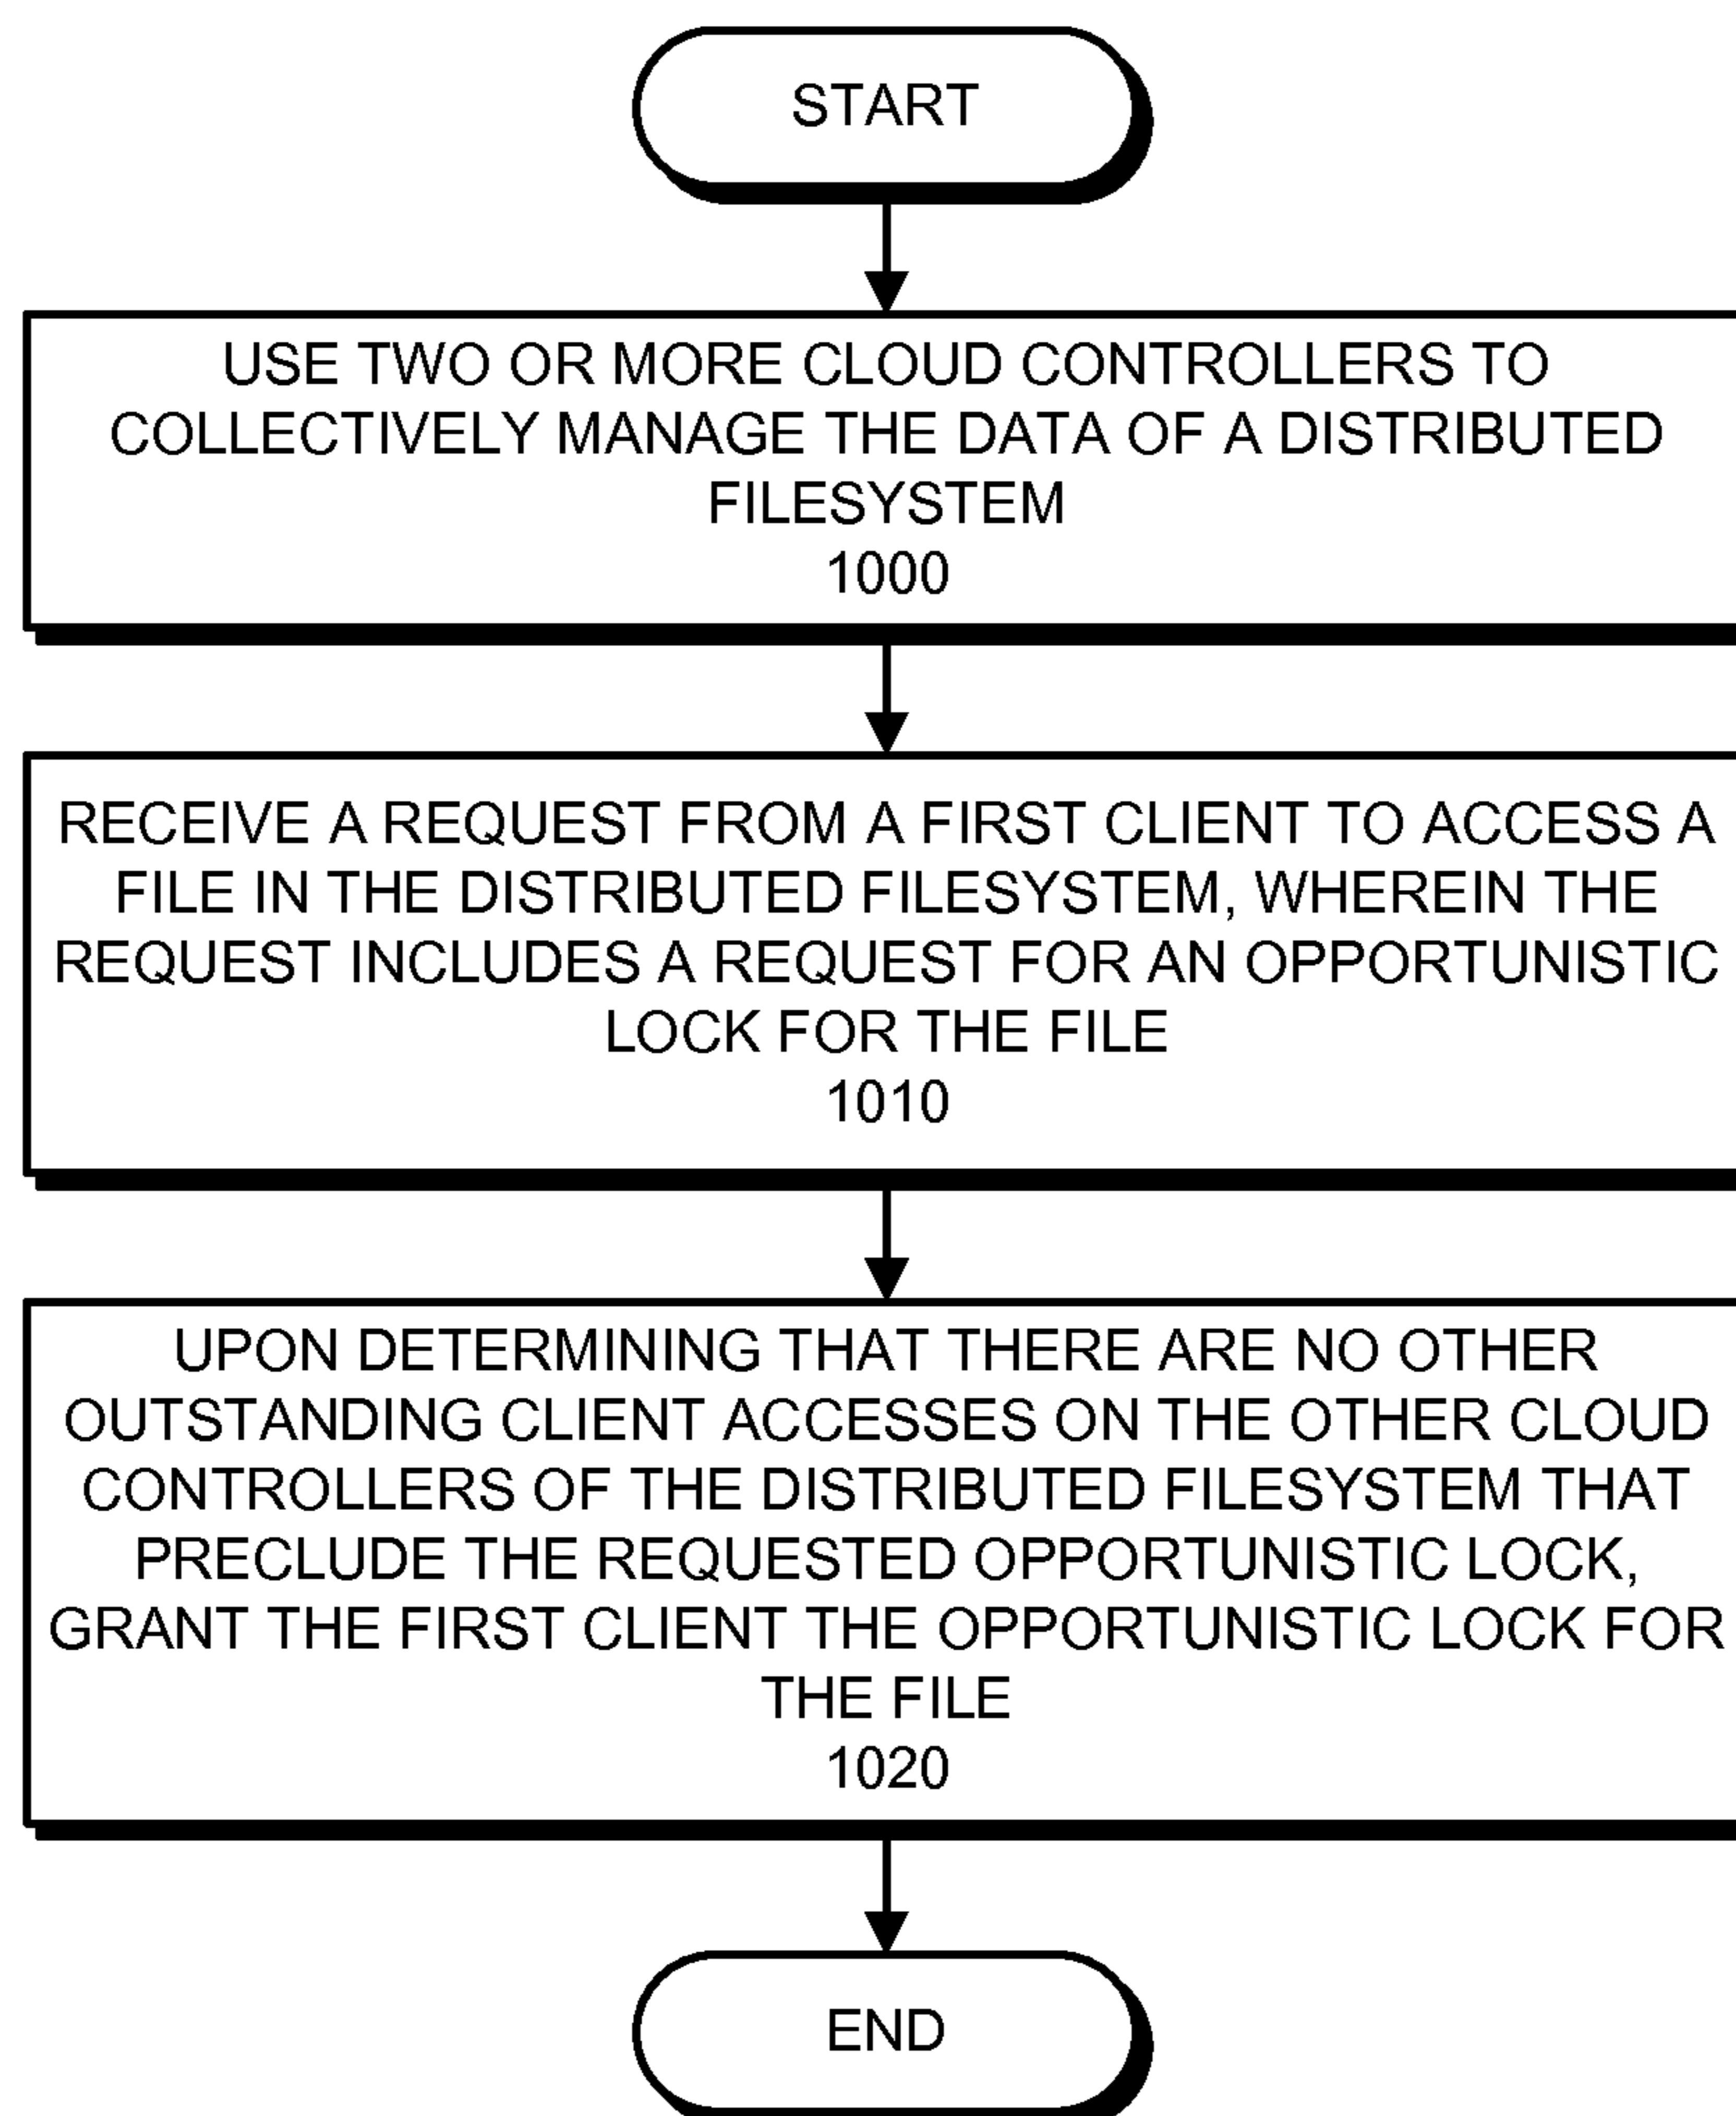 START
USE TWO OR MORE CLOUD CONTROLLERS TO
COLLECTIVELY MANAGE THE DATA OF A DISTRIBUTED
FILESYSTEM
1000
RECEIVE A REQUEST FROM A FIRST CLIENT TO ACCESS A
FILE IN THE DISTRIBUTED FILESYSTEM, WHEREIN THE
REQUEST INCLUDES A REQUEST FOR AN OPPORTUNISTIC
LOCK FOR THE FILE
1010
UPON DETERMINING THAT THERE ARE NO OTHER
OUTSTANDING CLIENT ACCESSES ON THE OTHER CLOUD
CONTROLLERS OF THE DISTRIBUTED FILESYSTEM THAT
PRECLUDE THE REQUESTED OPPORTUNISTIC LOCK,
GRANT THE FIRST CLIENT THE OPPORTUNISTIC LOCK FOR
THE FILE
1020
END